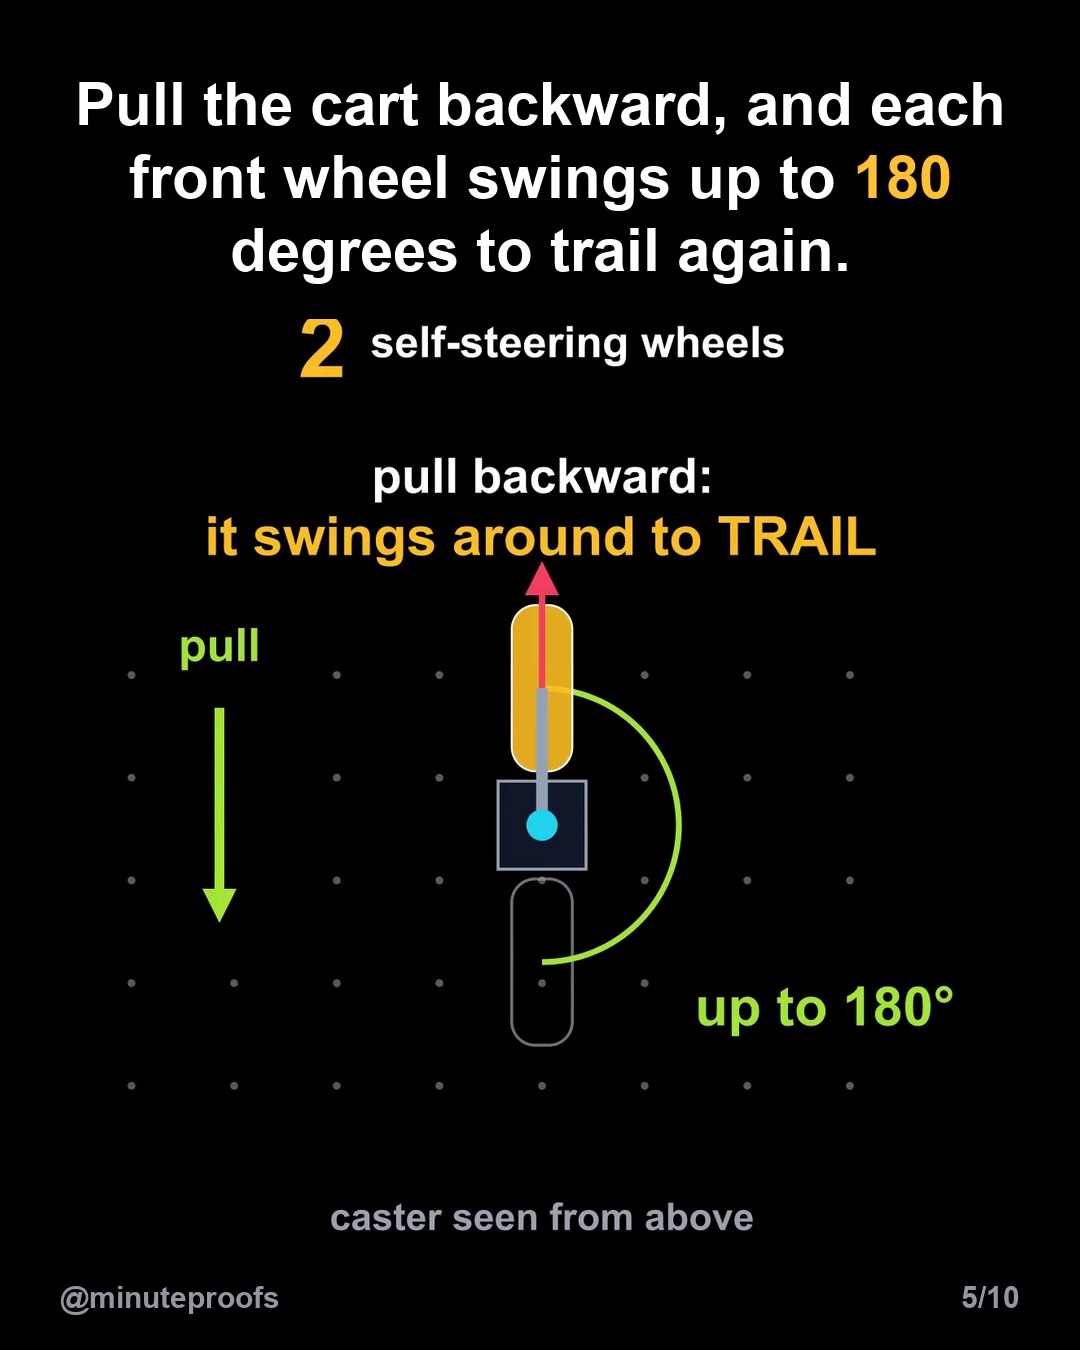 Pull the cart backward, and each
front wheel swings up to 180
degrees to trail again.
2 self-steering wheels
pull backward:
it swings around to TRAIL
pull
up to 180°
caster seen from above
@minuteproofs
5/10